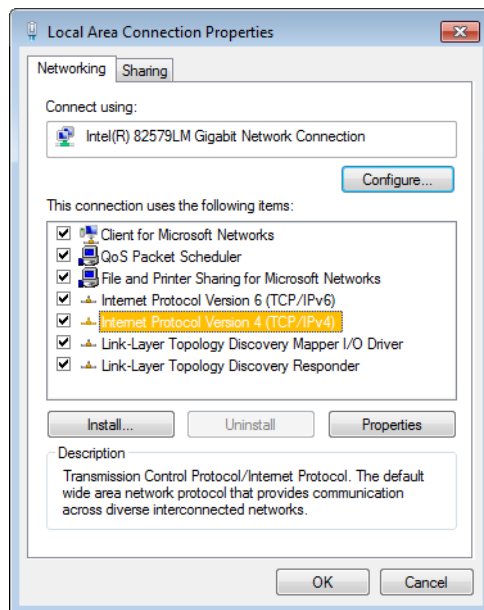 Local Area Connection Properties
Networking Sharing
Connect using:
Intel(R) 82579LM Gigabit Network Connection
Configure...
This connection uses the following items:
Client for Microsoft Networks
QoS Packet Scheduler
File and Printer Sharing for Microsoft Networks
Internet Protocol Version 6 (TCP/IPv6)
Internet Protocol Version 4 (TCP/IPv4)
Link-Layer Topology Discovery Mapper I/O Driver
Link-Layer Topology Discovery Responder
Install... Uninstall Properties
Description
Transmission Control Protocol/Internet Protocol. The default
wide area network protocol that provides communication
across diverse interconnected networks.
OK Cancel